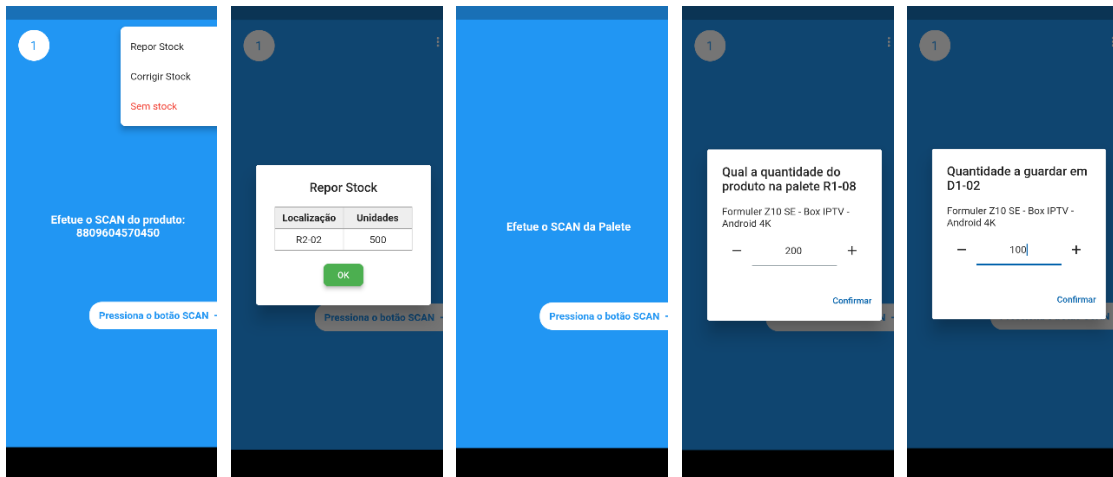 1
Repor Stock
Corrigir Stock
Sem stock
Efetue o SCAN do produto:
8809604570450
Pressiona o botão SCAN
1
Repor Stock
Localização Unidades
R2-02 500
OK
Pressiona o botão SCAN
Efetue o SCAN da Palete
Pressiona o botão SCAN
1
Qual a quantidade do
produto na palete R1-08
Formuler Z10 SE - Box IPTV -
Android 4K
− 200 +
Confirmar
1
Quantidade a guardar em
D1-02
Formuler Z10 SE - Box IPTV -
Android 4K
− 100 +
Confirmar